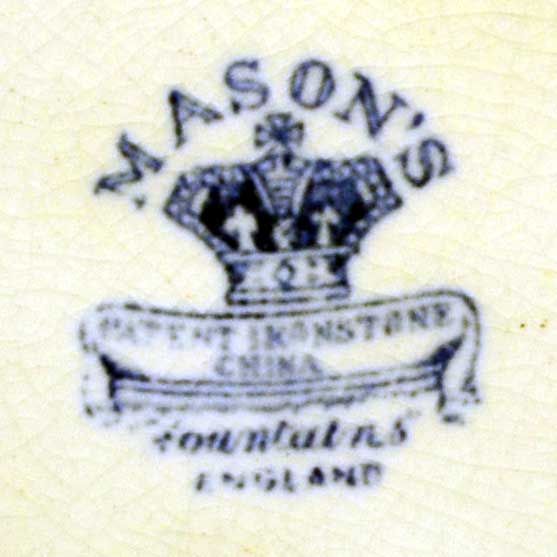 MASON'S
PATENT IRONSTONE
CHINA
"Fountains"
ENGLAND